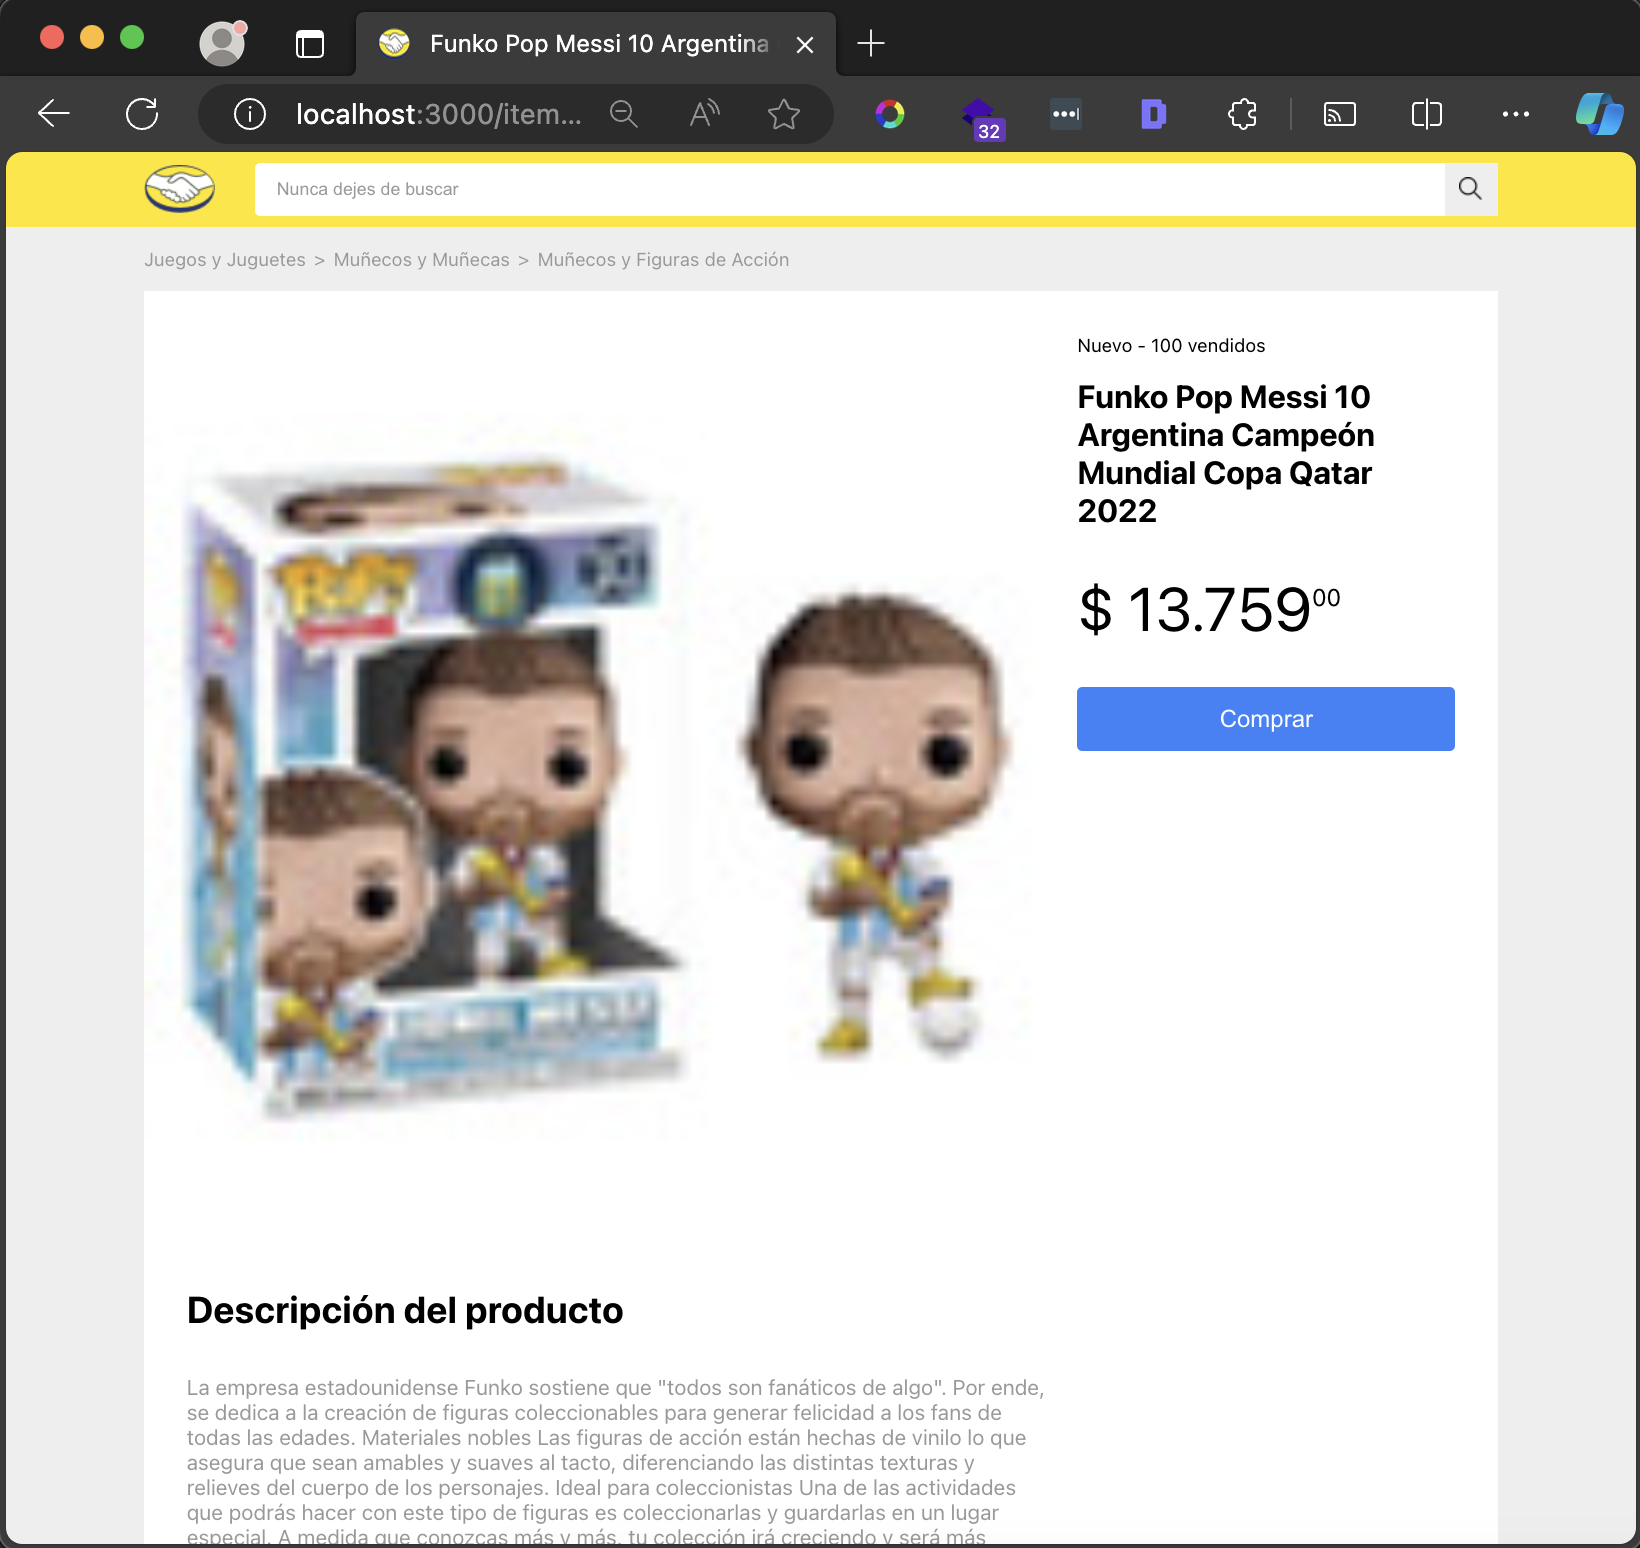 Funko Pop Messi 10 Argentina
localhost:3000/item...
32
Nunca dejes de buscar
Juegos y Juguetes > Muñecos y Muñecas > Muñecos y Figuras de Acción
Nuevo - 100 vendidos
Funko Pop Messi 10
Argentina Campeón
Mundial Copa Qatar
2022
$ 13.759⁰⁰
Comprar
POP
Descripción del producto
La empresa estadounidense Funko sostiene que "todos son fanáticos de algo". Por ende,
se dedica a la creación de figuras coleccionables para generar felicidad a los fans de
todas las edades. Materiales nobles Las figuras de acción están hechas de vinilo lo que
asegura que sean amables y suaves al tacto, diferenciando las distintas texturas y
relieves del cuerpo de los personajes. Ideal para coleccionistas Una de las actividades
que podrás hacer con este tipo de figuras es coleccionarlas y guardarlas en un lugar
especial. A medida que conozcas más y más, tu colección irá creciendo y será más